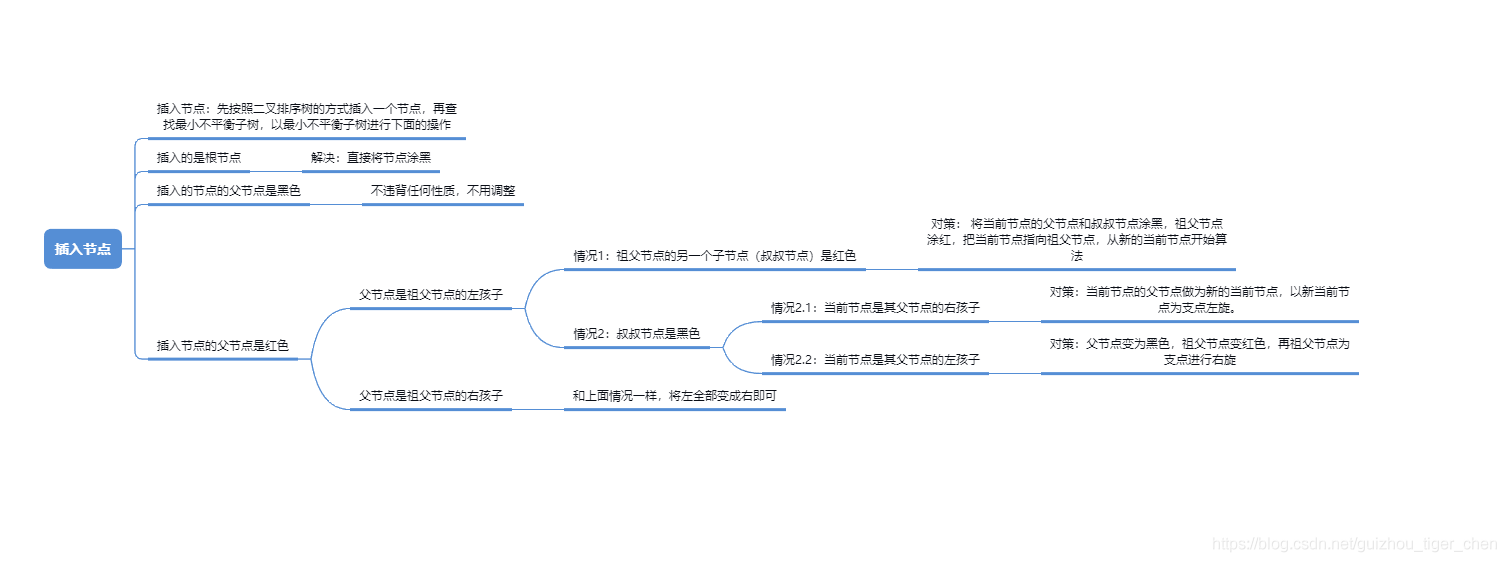 插入节点
插入节点：先按照二叉排序树的方式插入一个节点，再查
找最小不平衡子树，以最小不平衡子树进行下面的操作
插入的是根节点
解决：直接将节点涂黑
插入的节点的父节点是黑色
不违背任何性质，不用调整
插入节点的父节点是红色
父节点是祖父节点的左孩子
情况1：祖父节点的另一个子节点（叔叔节点）是红色
对策： 将当前节点的父节点和叔叔节点涂黑，祖父节点
涂红，把当前节点指向祖父节点，从新的当前节点开始算
法
情况2：叔叔节点是黑色
情况2.1：当前节点是其父节点的右孩子
对策：当前节点的父节点做为新的当前节点，以新当前节
点为支点左旋。
情况2.2：当前节点是其父节点的左孩子
对策：父节点变为黑色，祖父节点变红色，再祖父节点为
支点进行右旋
父节点是祖父节点的右孩子
和上面情况一样，将左全部变成右即可
https://blog.csdn.net/guizhou_tiger_chen